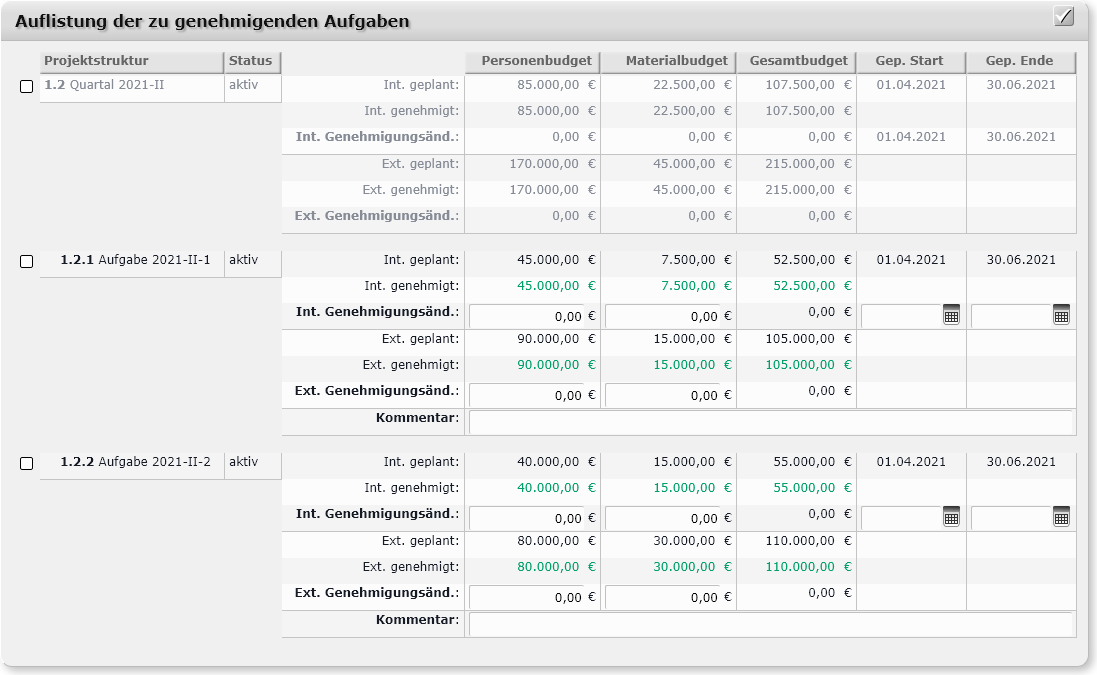 Auflistung der zu genehmigenden Aufgaben
Projektstruktur Status Personenbudget Materialbudget Gesamtbudget Gep. Start Gep. Ende
1.2 Quartal 2021-II aktiv Int. geplant: 85.000,00 € 22.500,00 € 107.500,00 € 01.04.2021 30.06.2021
Int. genehmigt: 85.000,00 € 22.500,00 € 107.500,00 €
Int. Genehmigungsänd.: 0,00 € 0,00 € 0,00 € 01.04.2021 30.06.2021
Ext. geplant: 170.000,00 € 45.000,00 € 215.000,00 €
Ext. genehmigt: 170.000,00 € 45.000,00 € 215.000,00 €
Ext. Genehmigungsänd.: 0,00 € 0,00 € 0,00 €
1.2.1 Aufgabe 2021-II-1 aktiv Int. geplant: 45.000,00 € 7.500,00 € 52.500,00 € 01.04.2021 30.06.2021
Int. genehmigt: 45.000,00 € 7.500,00 € 52.500,00 €
Int. Genehmigungsänd.: 0,00 € 0,00 € 0,00 €
Ext. geplant: 90.000,00 € 15.000,00 € 105.000,00 €
Ext. genehmigt: 90.000,00 € 15.000,00 € 105.000,00 €
Ext. Genehmigungsänd.: 0,00 € 0,00 € 0,00 €
Kommentar:
1.2.2 Aufgabe 2021-II-2 aktiv Int. geplant: 40.000,00 € 15.000,00 € 55.000,00 € 01.04.2021 30.06.2021
Int. genehmigt: 40.000,00 € 15.000,00 € 55.000,00 €
Int. Genehmigungsänd.: 0,00 € 0,00 € 0,00 €
Ext. geplant: 80.000,00 € 30.000,00 € 110.000,00 €
Ext. genehmigt: 80.000,00 € 30.000,00 € 110.000,00 €
Ext. Genehmigungsänd.: 0,00 € 0,00 € 0,00 €
Kommentar: